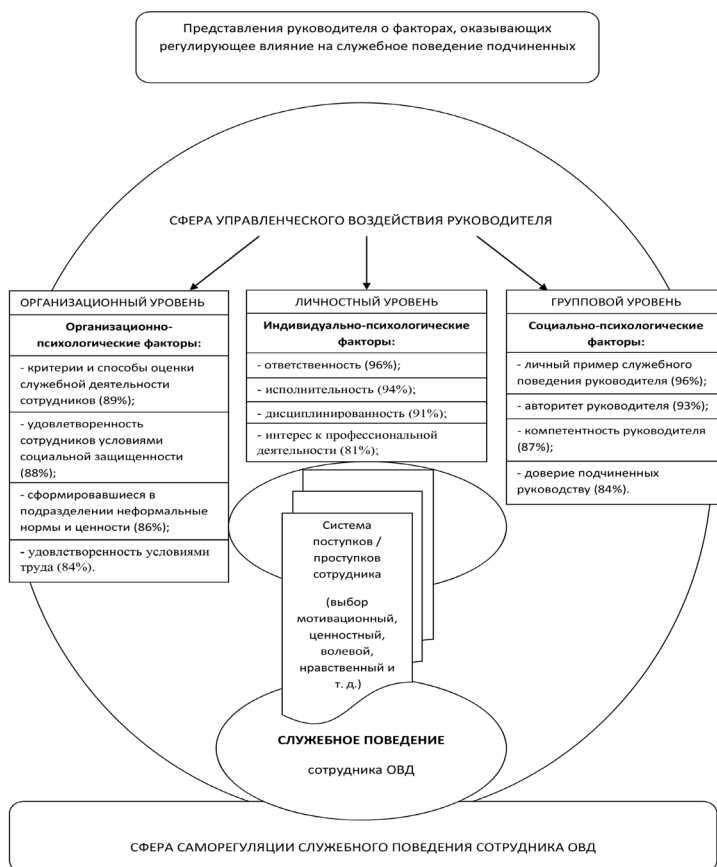 Представления руководителя о факторах, оказывающих
регулирующее влияние на служебное поведение подчиненных
СФЕРА УПРАВЛЕНЧЕСКОГО ВОЗДЕЙСТВИЯ РУКОВОДИТЕЛЯ
ОРГАНИЗАЦИОННЫЙ УРОВЕНЬ
Организационно-
психологические факторы:
- критерии и способы оценки
служебной деятельности
сотрудников (89%);
- удовлетворенность
сотрудников условиями
социальной защищенности
(88%);
- сформировавшиеся в
подразделении неформальные
нормы и ценности (86%);
- удовлетворенность условиями
труда (84%).
ЛИЧНОСТНЫЙ УРОВЕНЬ
Индивидуально-психологические
факторы:
- ответственность (96%);
- исполнительность (94%);
- дисциплинированность (91%);
- интерес к профессиональной
деятельности (81%);
ГРУППОВОЙ УРОВЕНЬ
Социально-психологические
факторы:
- личный пример служебного
поведения руководителя (96%);
- авторитет руководителя (93%);
- компетентность руководителя
(87%);
- доверие подчиненных
руководству (84%).
Система
поступков /
проступков
сотрудника
(выбор
мотивационный,
ценностный,
волевой,
нравственный и
т. д.)
СЛУЖЕБНОЕ ПОВЕДЕНИЕ
сотрудника ОВД
СФЕРА САМОРЕГУЛЯЦИИ СЛУЖЕБНОГО ПОВЕДЕНИЯ СОТРУДНИКА ОВД